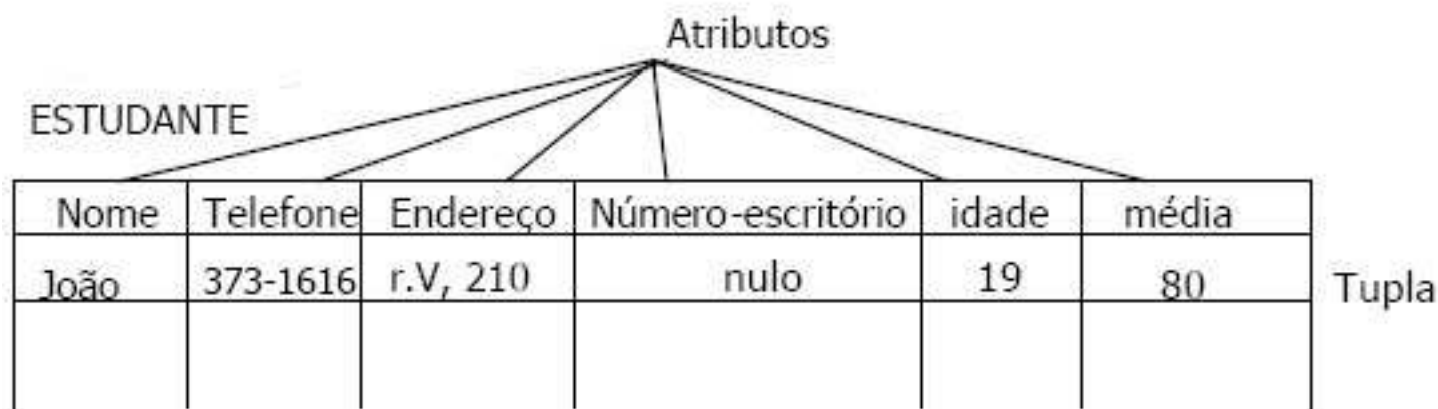 Atributos
ESTUDANTE
Nome Telefone Endereço Número-escritório idade média
João 373-1616 r.V, 210 nulo 19 80 Tupla